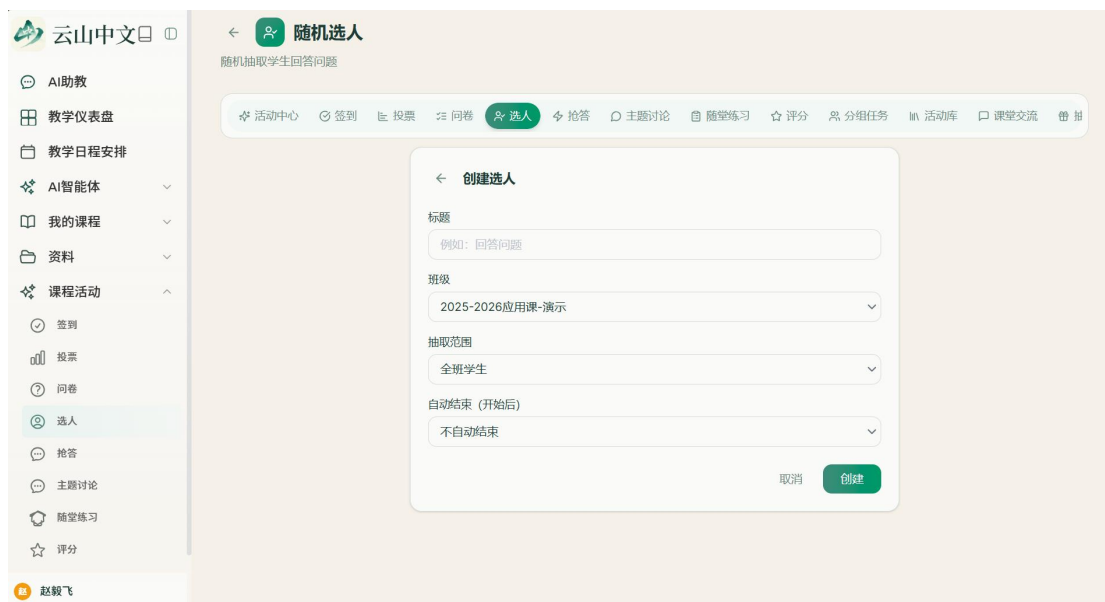 云山中文
AI助教
教学仪表盘
教学日程安排
AI智能体
我的课程
资料
课程活动
签到
投票
问卷
选人
抢答
主题讨论
随堂练习
评分
赵
赵毅飞
随机选人
随机抽取学生回答问题
活动中心 签到 投票 问卷 选人 抢答 主题讨论 随堂练习 评分 分组任务 活动库 课堂交流
创建选人
标题
例如：回答问题
班级
2025-2026应用课-演示
抽取范围
全班学生
自动结束（开始后）
不自动结束
取消 创建